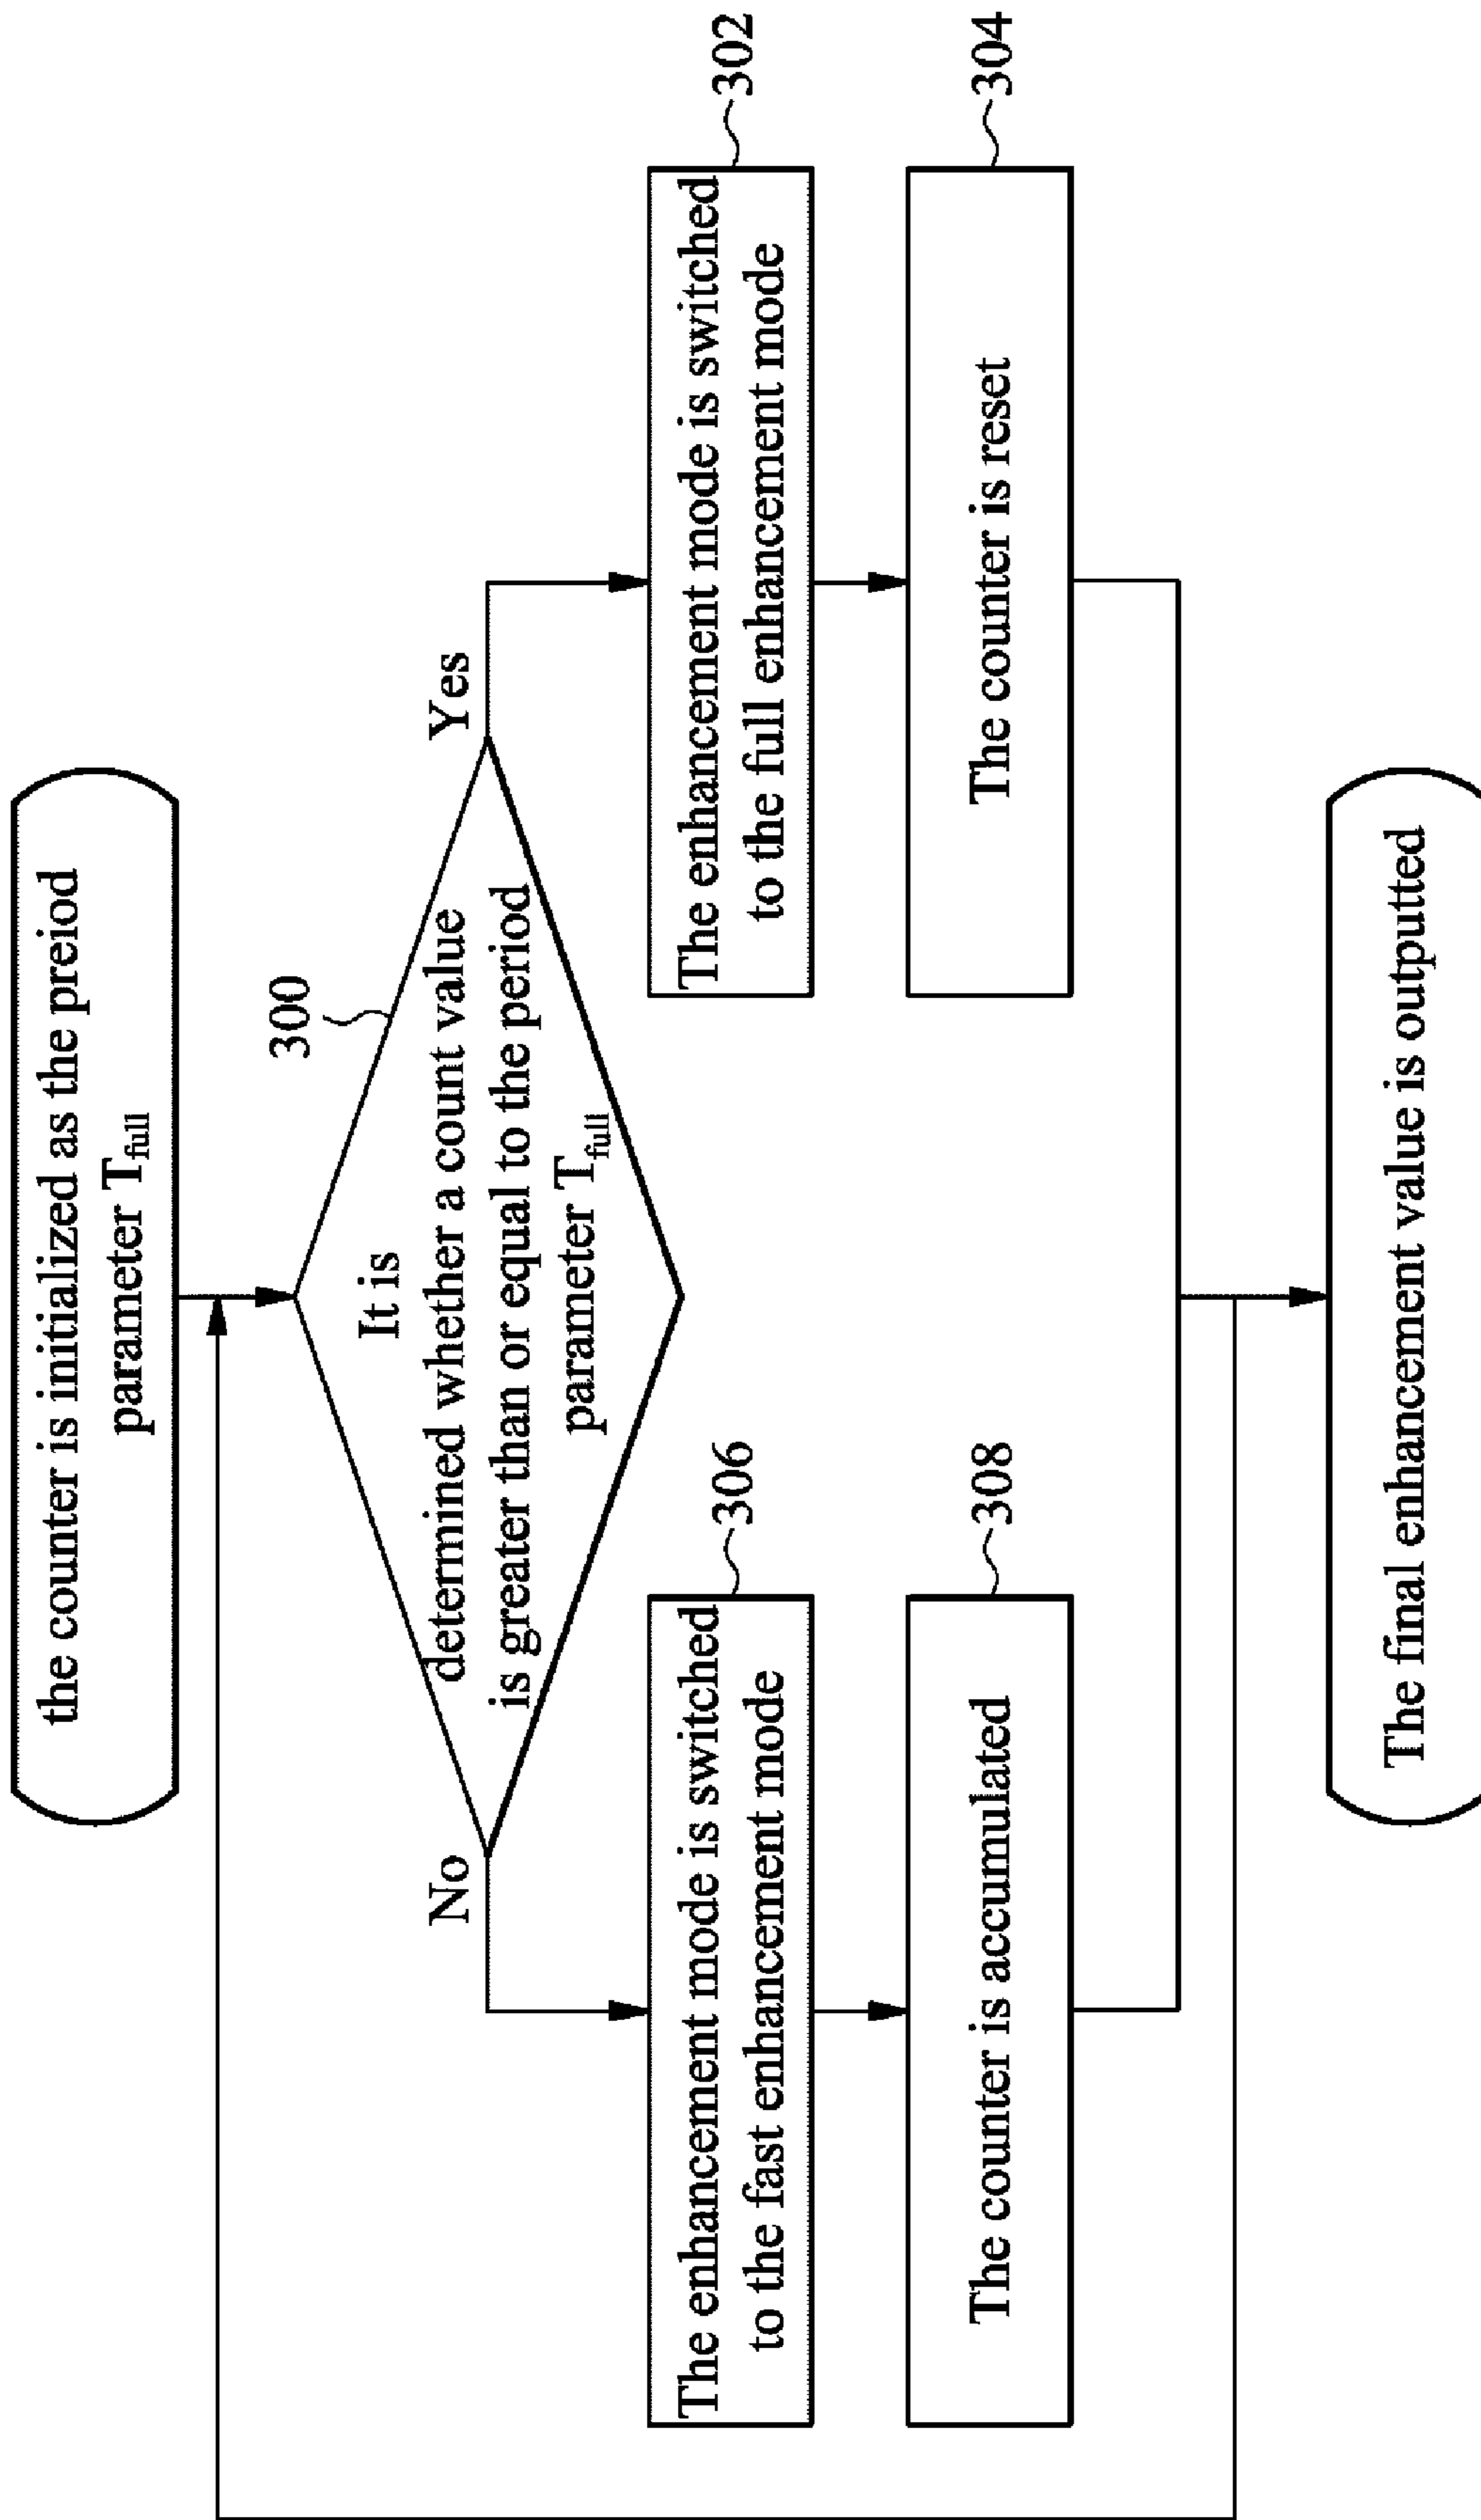 the counter is initialized as the preiod
parameter T_full
300
It is
determined whether a count value
is greater than or equal to the period
parameter T_full
No
Yes
306
The enhancement mode is switched
to the fast enhancement mode
302
The enhancement mode is switched
to the full enhancement mode
308
The counter is accumulated
304
The counter is reset
The final enhancement value is outputted